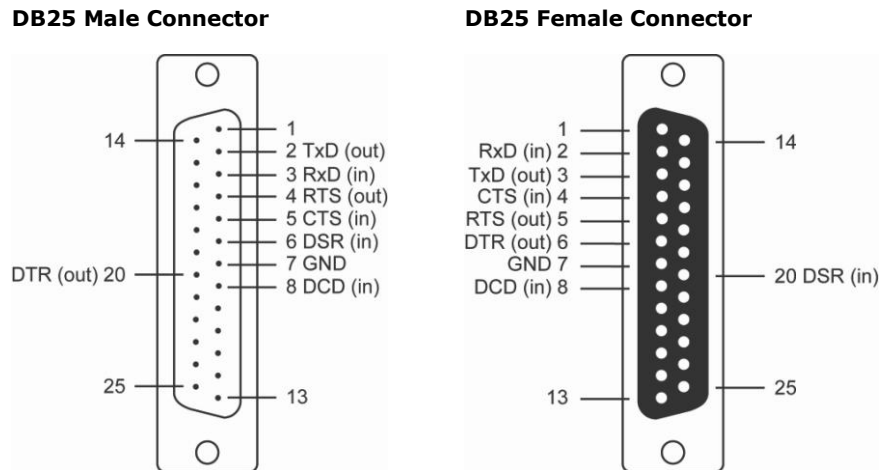 DB25 Male Connector
14
DTR (out) 20
25
1
2 TxD (out)
3 RxD (in)
4 RTS (out)
5 CTS (in)
6 DSR (in)
7 GND
8 DCD (in)
13
DB25 Female Connector
1
RxD (in) 2
TxD (out) 3
CTS (in) 4
RTS (out) 5
DTR (out) 6
GND 7
DCD (in) 8
13
14
20 DSR (in)
25